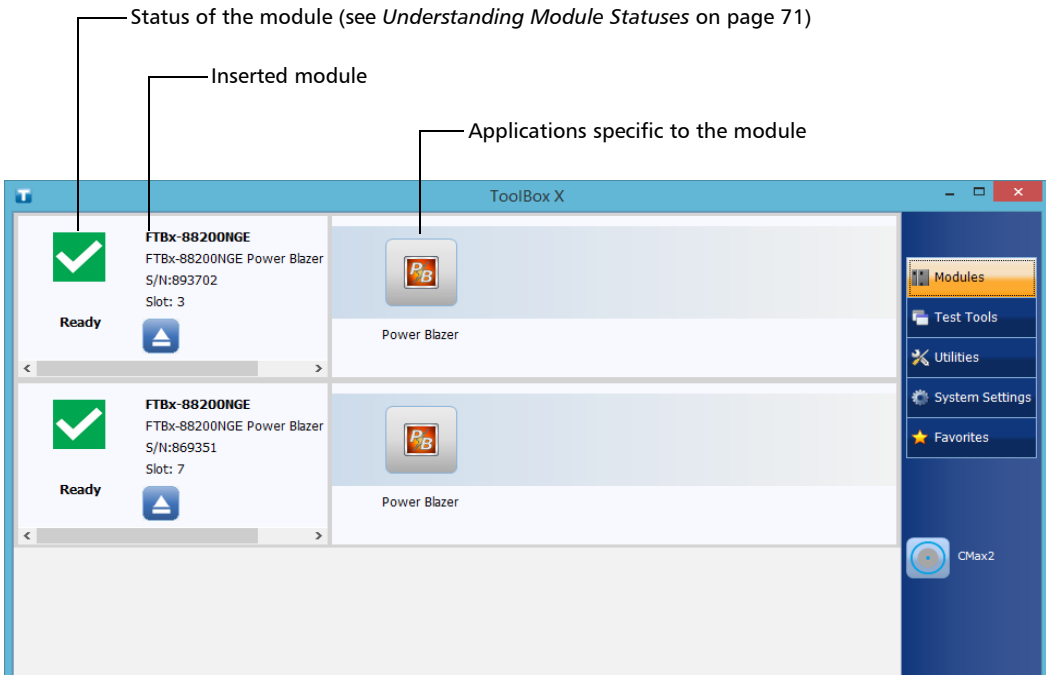 Status of the module (see Understanding Module Statuses on page 71)
Inserted module
Applications specific to the module
T
ToolBox X
FTBx-88200NGE
FTBx-88200NGE Power Blazer
S/N:893702
Slot: 3
Ready
PB
Power Blazer
FTBx-88200NGE
FTBx-88200NGE Power Blazer
S/N:869351
Slot: 7
Ready
PB
Power Blazer
Modules
Test Tools
Utilities
System Settings
Favorites
CMax2